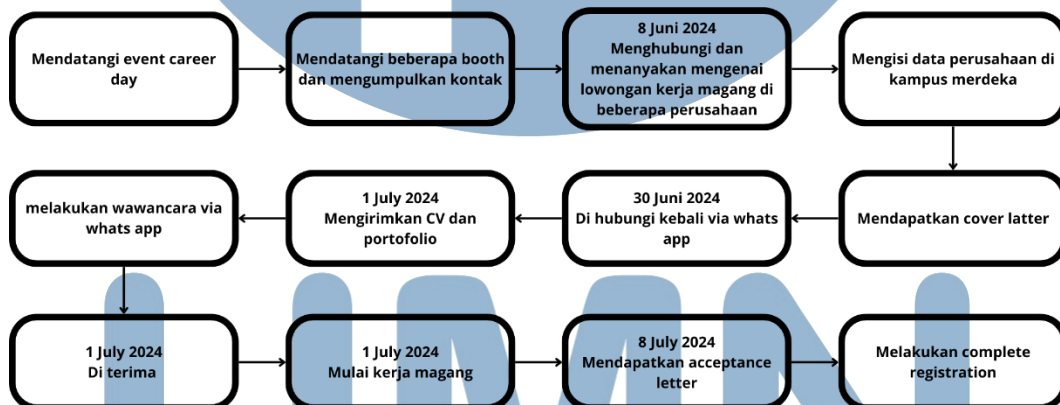 Mendatangi event career
day
Mendatangi beberapa booth
dan mengumpulkan kontak
8 Juni 2024
Menghubungi dan
menanyakan mengenai
lowongan kerja magang di
beberapa perusahaan
Mengisi data perusahaan di
kampus merdeka
Mendapatkan cover latter
30 Juni 2024
Di hubungi kebali via whats
app
1 July 2024
Mengirimkan CV dan
portofolio
melakukan wawancara via
whats app
1 July 2024
Di terima
1 July 2024
Mulai kerja magang
8 July 2024
Mendapatkan acceptance
letter
Melakukan complete
registration